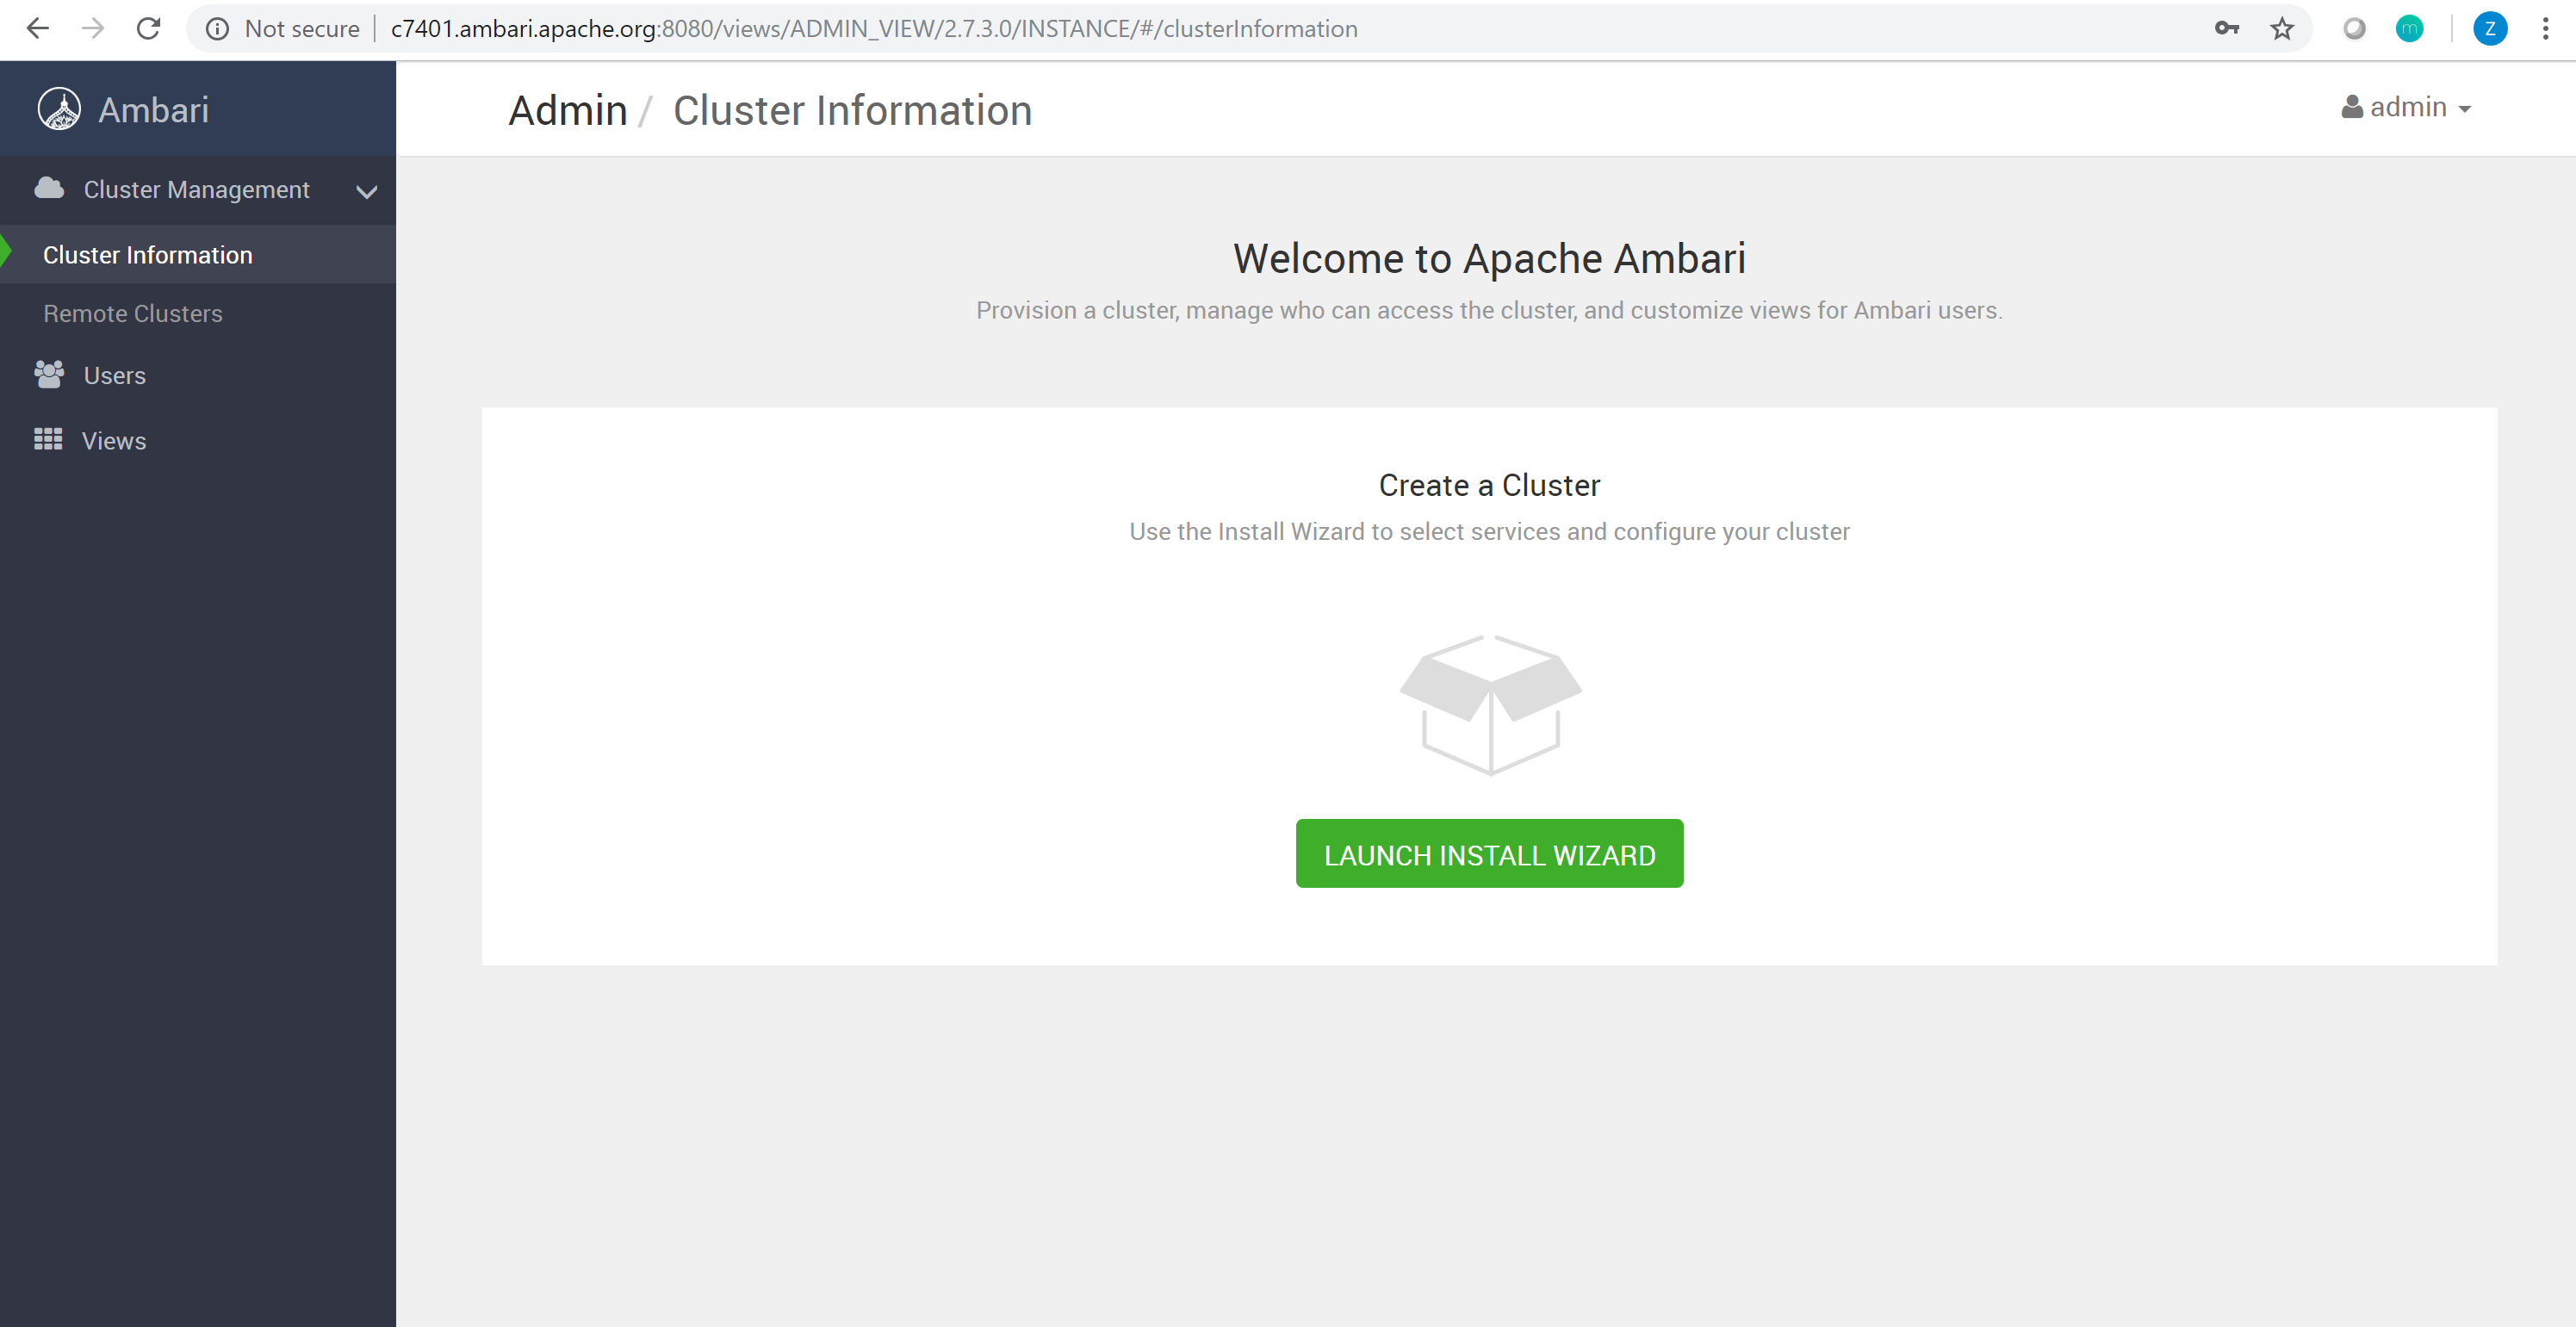 Not secure | c7401.ambari.apache.org:8080/views/ADMIN_VIEW/2.7.3.0/INSTANCE/#/clusterInformation
m
Z
Ambari
Admin / Cluster Information
admin
Cluster Management
Cluster Information
Remote Clusters
Users
Views
Welcome to Apache Ambari
Provision a cluster, manage who can access the cluster, and customize views for Ambari users.
Create a Cluster
Use the Install Wizard to select services and configure your cluster
LAUNCH INSTALL WIZARD